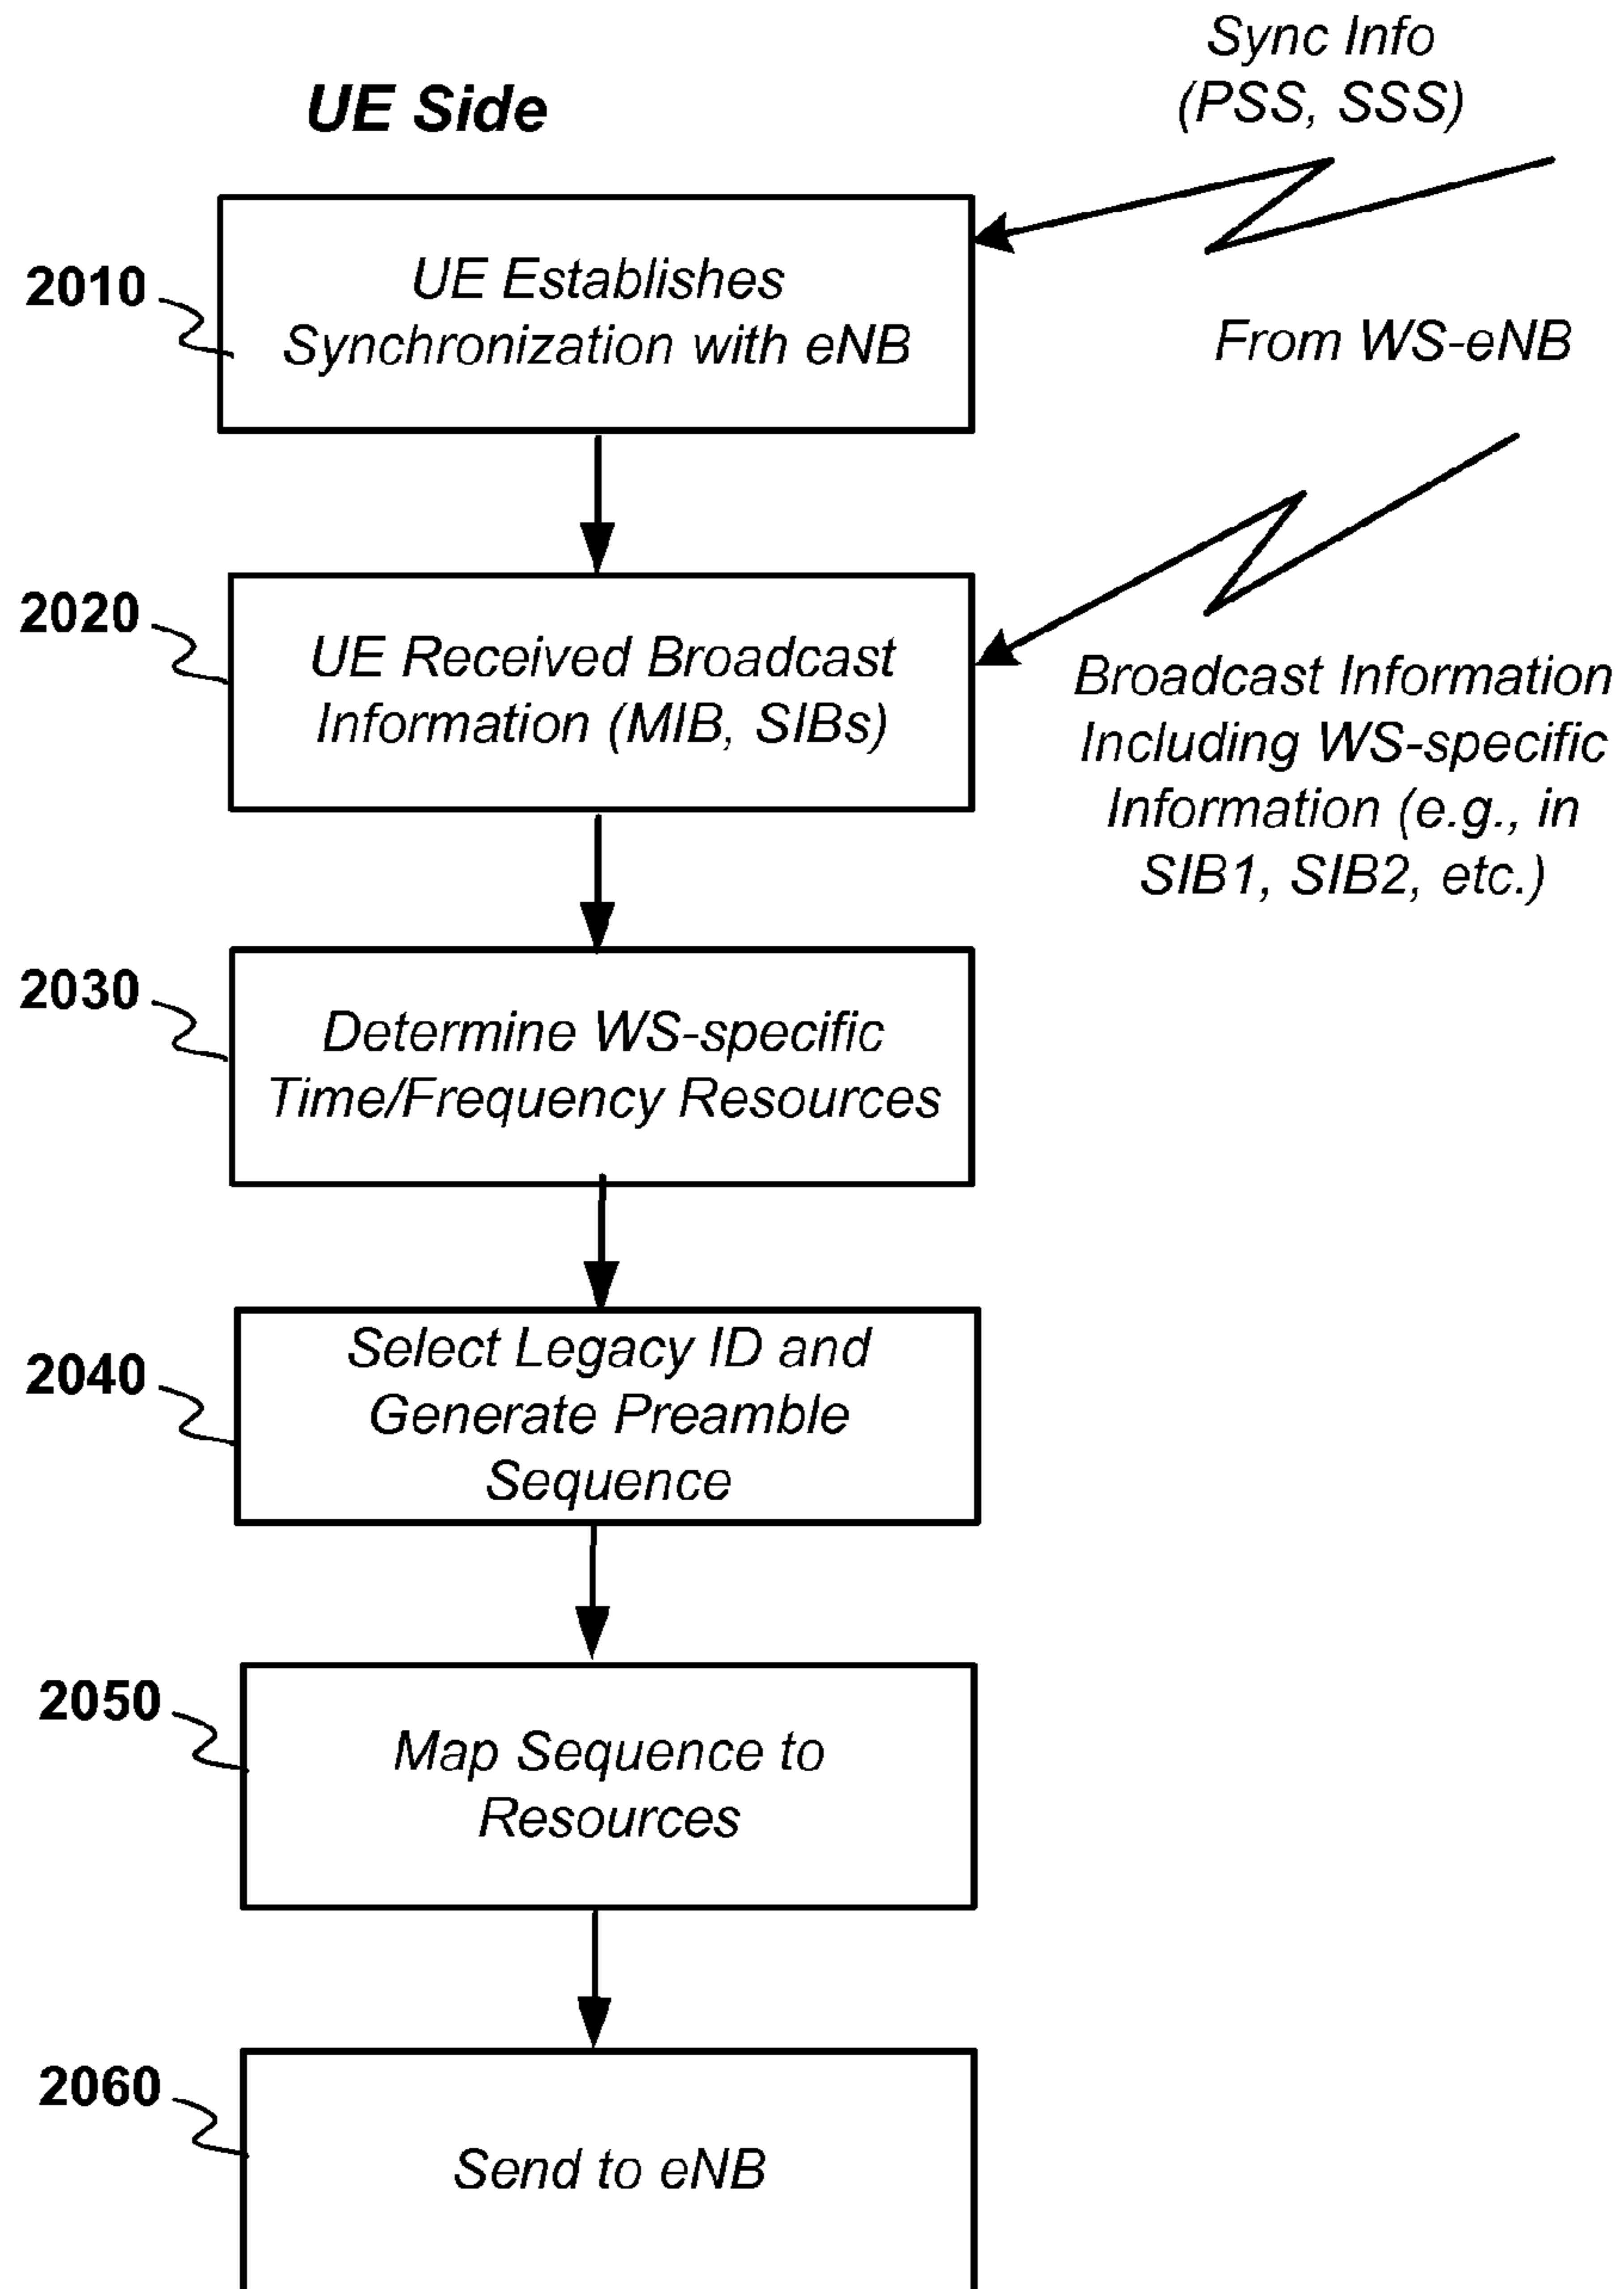 UE Side
Sync Info
(PSS, SSS)
2010
UE Establishes
Synchronization with eNB
From WS-eNB
2020
UE Received Broadcast
Information (MIB, SIBs)
Broadcast Information
Including WS-specific
Information (e.g., in
SIB1, SIB2, etc.)
2030
Determine WS-specific
Time/Frequency Resources
2040
Select Legacy ID and
Generate Preamble
Sequence
2050
Map Sequence to
Resources
2060
Send to eNB